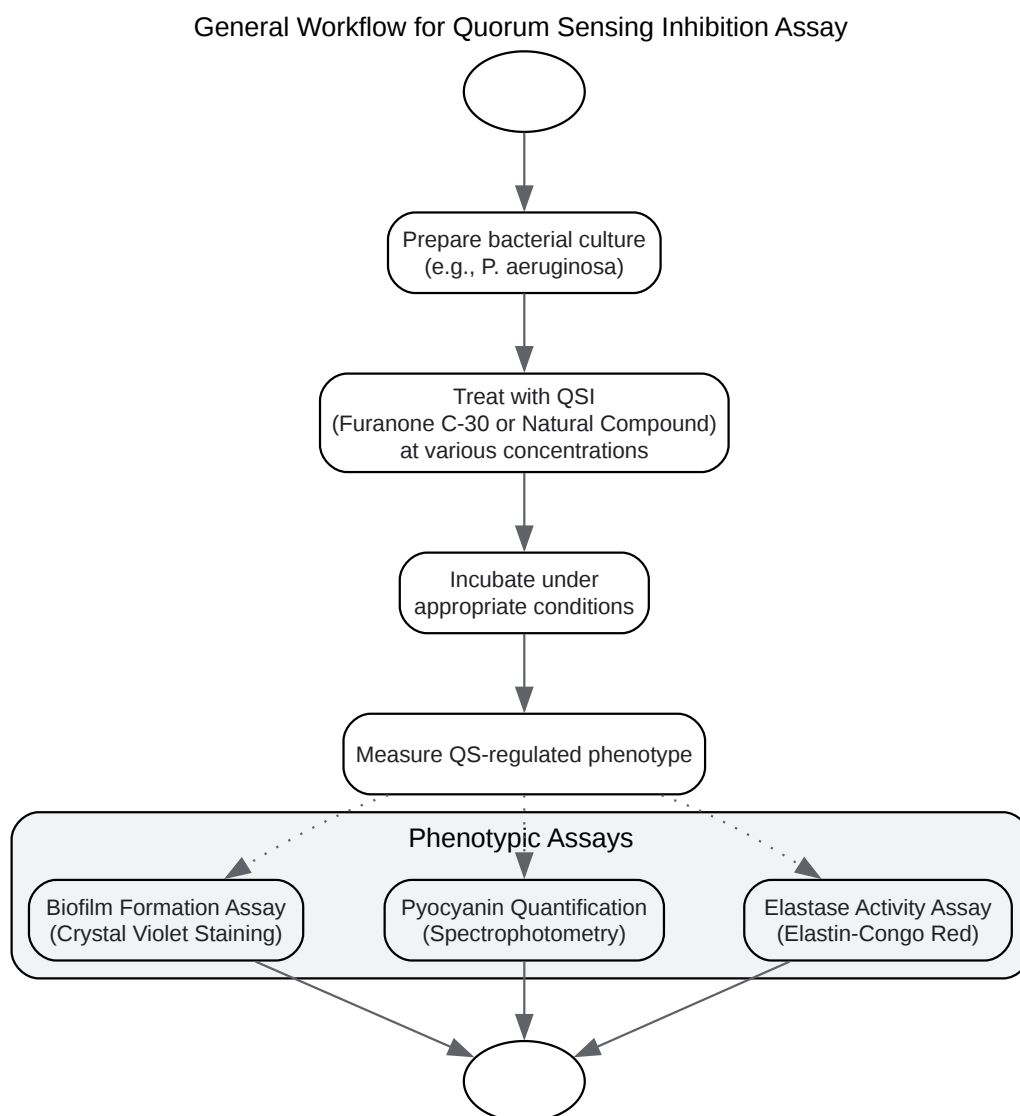 General Workflow for Quorum Sensing Inhibition Assay
Prepare bacterial culture
(e.g., P. aeruginosa)
Treat with QSI
(Furanone C-30 or Natural Compound)
at various concentrations
Incubate under
appropriate conditions
Measure QS-regulated phenotype
Phenotypic Assays
Biofilm Formation Assay
(Crystal Violet Staining)
Pyocyanin Quantification
(Spectrophotometry)
Elastase Activity Assay
(Elastin-Congo Red)